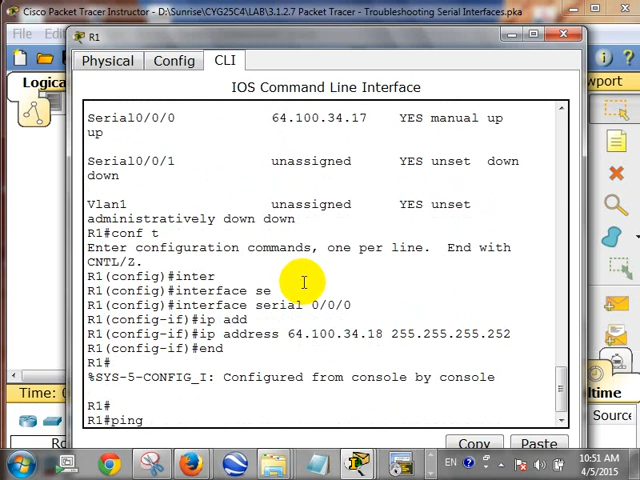 Cisco Packet Tracer Instructor - D:\Sunrise\CYG25C4\LAB\3.1.2.7 Packet Tracer - Troubleshooting Serial Interfaces.pka
File
R1
Physical Config CLI
Logical
wport
IOS Command Line Interface
Serial0/0/0 64.100.34.17 YES manual up
up
Serial0/0/1 unassigned YES unset down
down
Vlan1 unassigned YES unset
administratively down down
R1#conf t
Enter configuration commands, one per line. End with
CNTL/Z.
R1(config)#inter
R1(config)#interface se
R1(config)#interface serial 0/0/0
R1(config-if)#ip add
R1(config-if)#ip address 64.100.34.18 255.255.255.252
R1(config-if)#end
R1#
%SYS-5-CONFIG_I: Configured from console by console
R1#
R1#ping
Time: 0
ltime
Source
Ro
Copy Paste
EN
10:51 AM
4/5/2015